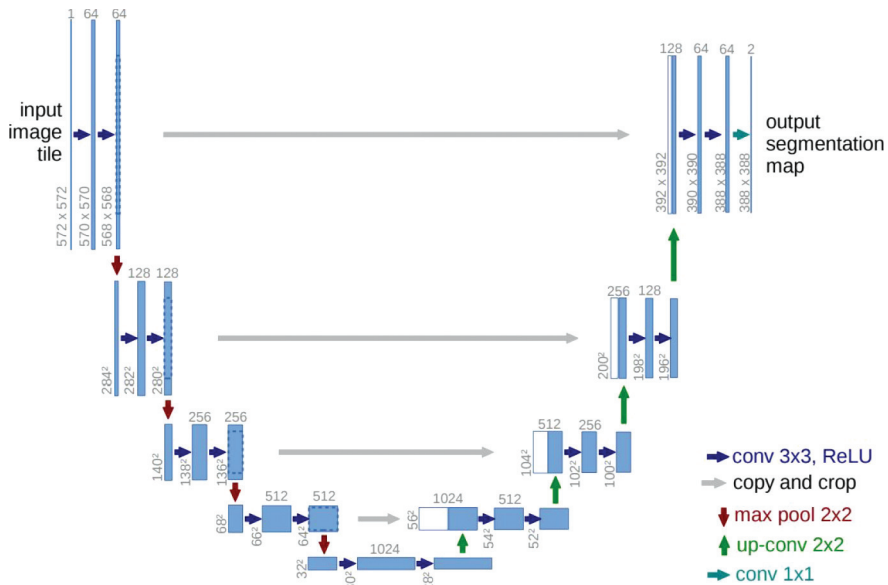 1 64 64
input
image
tile
572 x 572
570 x 570
568 x 568
128 64 64 2
output
segmentation
map
392 x 392
390 x 390
388 x 388
388 x 388
128 128
284²
282²
280²
256 128
200²
198²
196²
256 256
140²
138²
136²
512 256
104²
102²
100²
512 512
68²
66²
64²
1024 512
56²
54²
52²
1024
32²
conv 3x3, ReLU
copy and crop
max pool 2x2
up-conv 2x2
conv 1x1